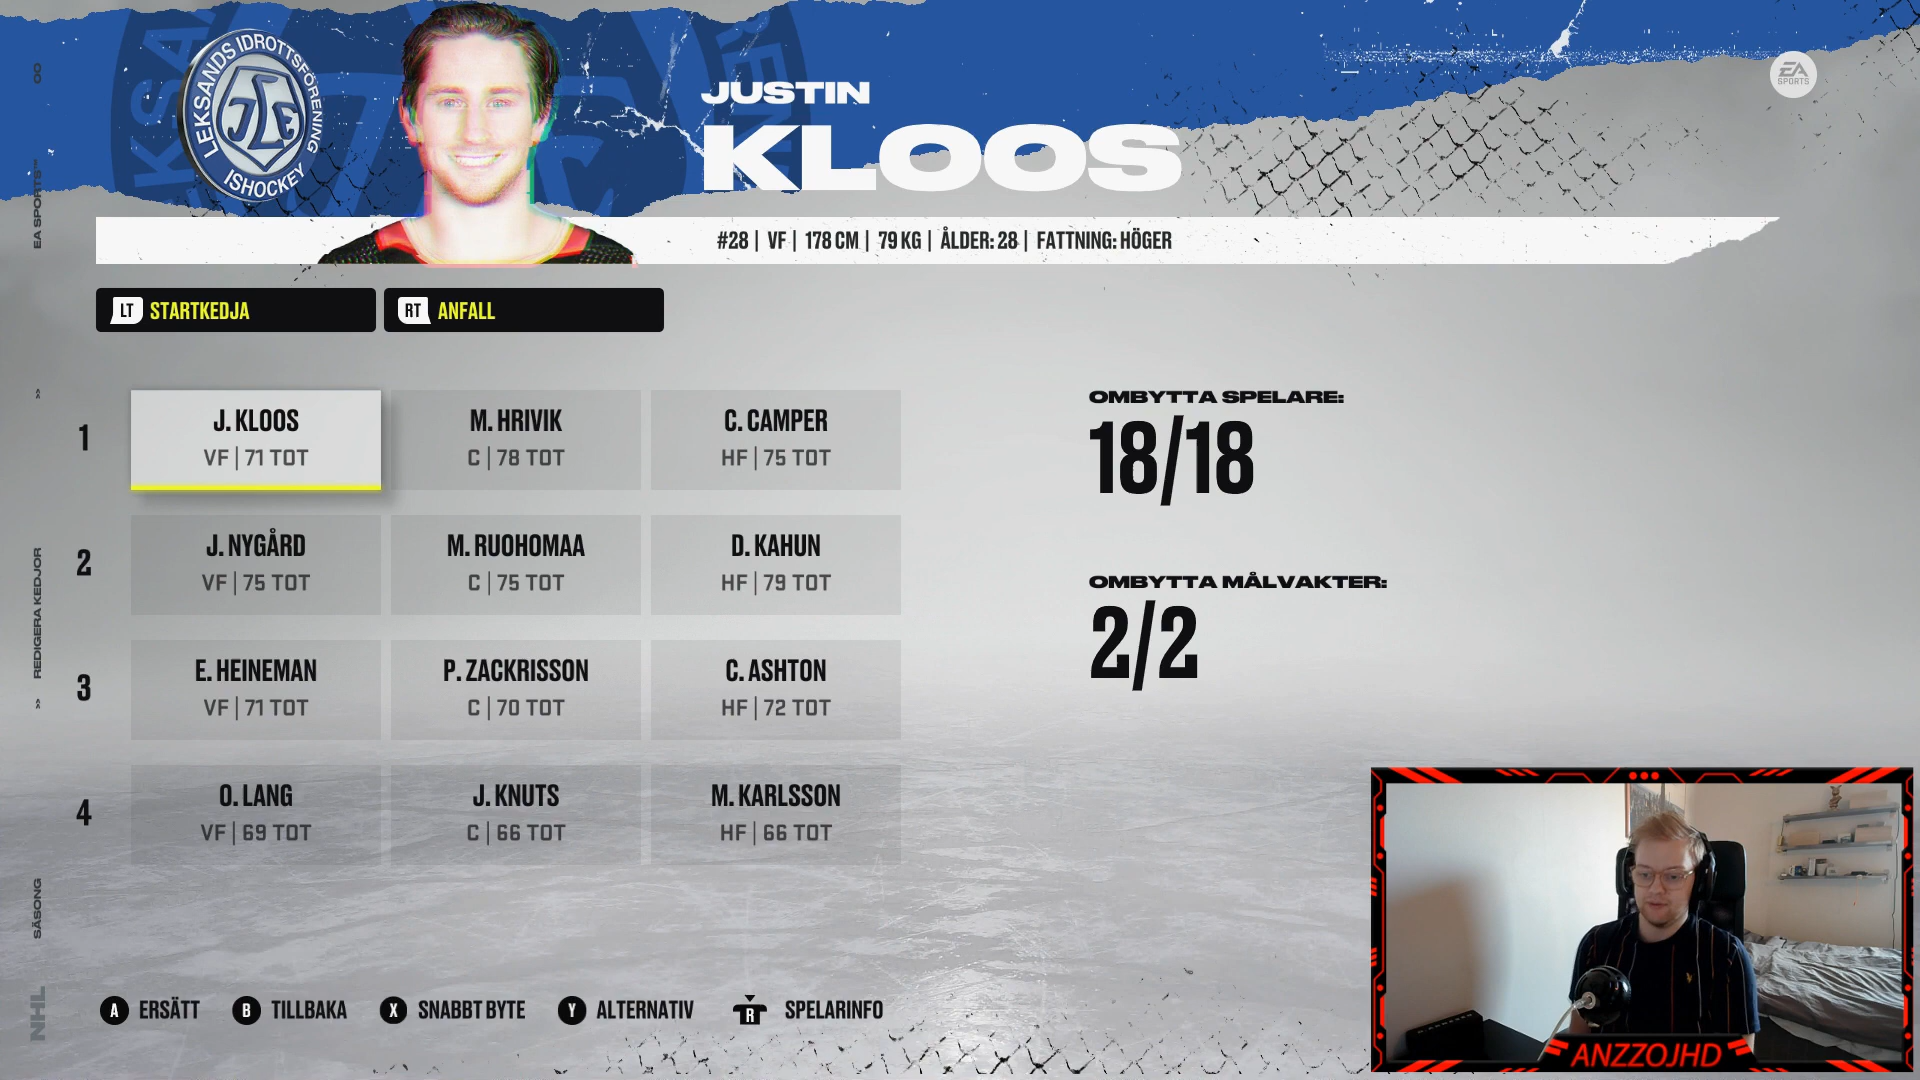 LEKSANDS IDROTTSFÖRENING
ISHOCKEY
JUSTIN
KLOOS
EA
SPORTS
#28 | VF | 178 CM | 79 KG | ÅLDER: 28 | FATTNING: HÖGER
LT STARTKEDJA
RT ANFALL
1
J. KLOOS
VF | 71 TOT
M. HRIVIK
C | 78 TOT
C. CAMPER
HF | 75 TOT
2
J. NYGÅRD
VF | 75 TOT
M. RUOHOMAA
C | 75 TOT
D. KAHUN
HF | 79 TOT
3
E. HEINEMAN
VF | 71 TOT
P. ZACKRISSON
C | 70 TOT
C. ASHTON
HF | 72 TOT
4
O. LANG
VF | 69 TOT
J. KNUTS
C | 66 TOT
M. KARLSSON
HF | 66 TOT
OMBYTTA SPELARE:
18/18
OMBYTTA MÅLVAKTER:
2/2
A ERSÄTT
B TILLBAKA
X SNABBT BYTE
Y ALTERNATIV
R SPELARINFO
NHL
SÄSONG
REDIGERA KEDJOR
EA SPORTS™
ANZZOJHD